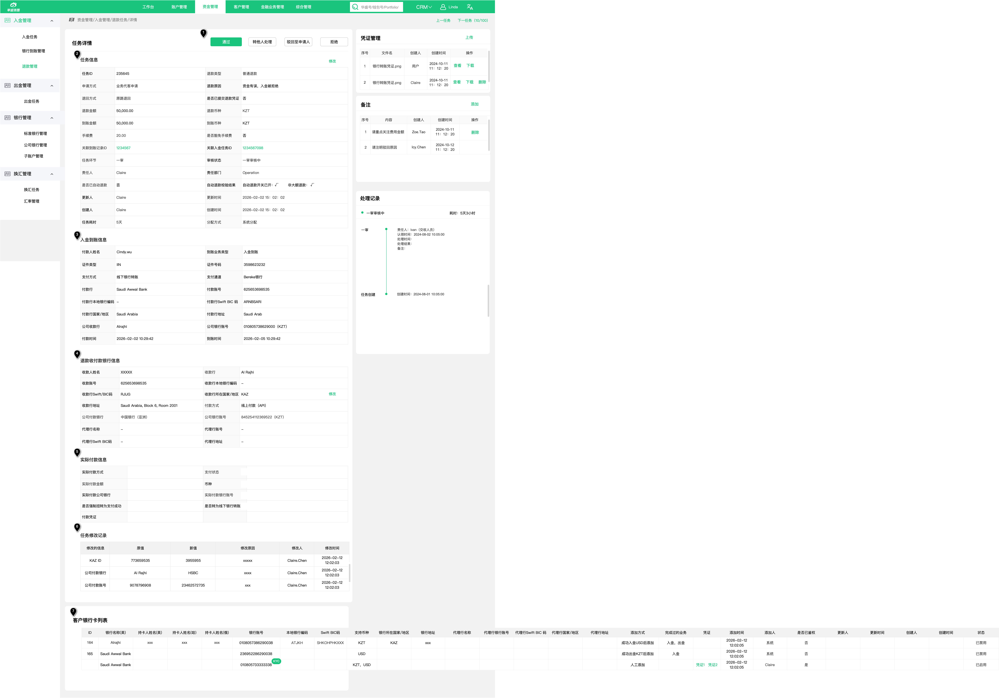 華盛集團
工作台 账户管理 资金管理 客户管理 金融业务管理 综合管理 华盛号/钱包号/Portfolio/ CRM Linda 文A
入金管理
入金任务
银行到账管理
退款管理
出金管理
出金任务
银行管理
标准银行管理
公司银行管理
子账户管理
换汇管理
换汇任务
汇率管理
资金管理/入金管理/退款任务/详情
上一任务 下一任务（10/100）
1
任务详情 通过 转他人处理 驳回至申请人 拒绝
2
任务信息 修改
任务ID 235645 退款类型 普通退款
申请方式 业务代客申请 退款原因 资金有误，入金被拒绝
退回方式 原路退回 是否已提交退款凭证 否
退款金额 50,000.00 退款币种 KZT
到账金额 50,000.00 到账币种 KZT
手续费 20.00 是否豁免手续费 否
关联到账记录ID 1234567 关联入金任务ID 1234567098
任务环节 一审 审核状态 一审审核中
责任人 Claire 责任部门 Operation
是否已自动退款 否 自动退款校验结果 自动退款开关已开：√ 非大额退款：√
更新人 Claire 更新时间 2026-02-02 15：02：02
创建人 Claire 创建时间 2026-02-02 15：02：02
任务耗时 5天 分配方式 系统分配
3
入金到账信息
付款人姓名 Cindy.wu 到账业务类型 入金到账
证件类型 IIN 证件号码 3598623232
支付方式 线下银行转账 支付通道 Bereke银行
付款行 Saudi Awwal Bank 付款账号 625653698535
付款行本地银行编码 - 付款行Swift BIC 码 ARNBSARI
付款行国家/地区 Saudi Arabia 付款行地址 Saudi Arab
公司收款行 Alrajhi 公司银行账号 010805738629000（KZT）
付款时间 2026-02-02 10:29:42 到账时间 2026-02-05 10:29:42
4
退款收付款银行信息
收款人姓名 XXXXX 收款行 Al Rajhi
收款账号 625653698535 收款行本地银行编码 -
收款行Swift/BIC码 RJIJG 收款行所在国家/地区 KAZ 修改
收款行地址 Saudi Arabia, Block 6, Room 2001 付款方式 线上付款（API）
公司付款银行 中国银行（亚洲） 公司银行账号 845254112369522（KZT）
代理行名称 - 代理行账号 -
代理行Swift BIC码 - 代理行地址 -
5
实际付款信息
实际付款方式 支付状态
实际付款金额 币种
实际付款公司银行 实际付款银行账号
是否强制扭转为支付成功 是否转为线下银行转账
付款凭证
6
任务修改记录
修改的信息 原值 新值 修改原因 修改人 修改时间
KAZ ID 773659535 3955955 xxxxx Claire.Chen 2026-02-12 12:02:03
公司付款银行 Al Rajhi HSBC xxxx Claire.Chen 2026-02-12 12:02:03
公司付款账号 9078796908 23462572735 xxx Claire.Chen 2026-02-12 12:02:03
凭证管理 上传
序号 文件名 创建人 创建时间 操作
1 银行转账凭证.png 用户 2024-10-11 11：12：20 查看 下载
2 银行转账凭证.png Claire 2024-10-11 11：12：20 查看 下载 删除
备注 添加
序号 内容 创建人 创建时间 操作
1 请重点关注费用金额 Zoe.Tao 2024-10-11 11：12：20 删除
2 请注明驳回原因 Icy.Chen 2024-10-12 11：12：20
处理记录
一审审核中 耗时：5天3小时
一审 责任人：Ivan（交收人员）
认领时间：2024-08-02 10:05:00
处理时间：
处理结果：
备注：
任务创建 创建时间：2024-08-01 10:05:00
7
客户银行卡列表
ID 银行名称(英) 持卡人姓名(英) 持卡人姓名(哈) 持卡人姓名(俄) 银行账号 本地银行编码 Swift BIC码 支持币种 银行所在国家/地区 银行地址 代理行名称 代理行银行账号 代理行Swift BIC 码 代理行国家/地区 代理行地址 添加方式 完成过的业务 凭证 添加时间 添加人 是否已鉴权 更新人 更新时间 创建人 创建时间 状态
164 Alrajhi xxx xxx xxx 0108057386290038 ATJKH SHKOHPHKXXX KZT KAZ xxx 成功入金USD后添加 入金，出金 2026-02-12 12:02:05 系统 否 已禁用
165 Saudi Awwal Bank 236952286290038 USD 成功出金KZT后添加 入金 2026-02-12 12:02:05 系统 否 已禁用
Saudi Awwal Bank 010805733333338 KYC KZT，USD 人工添加 凭证1 凭证2 2026-02-12 12:02:05 Claire 是 已启用